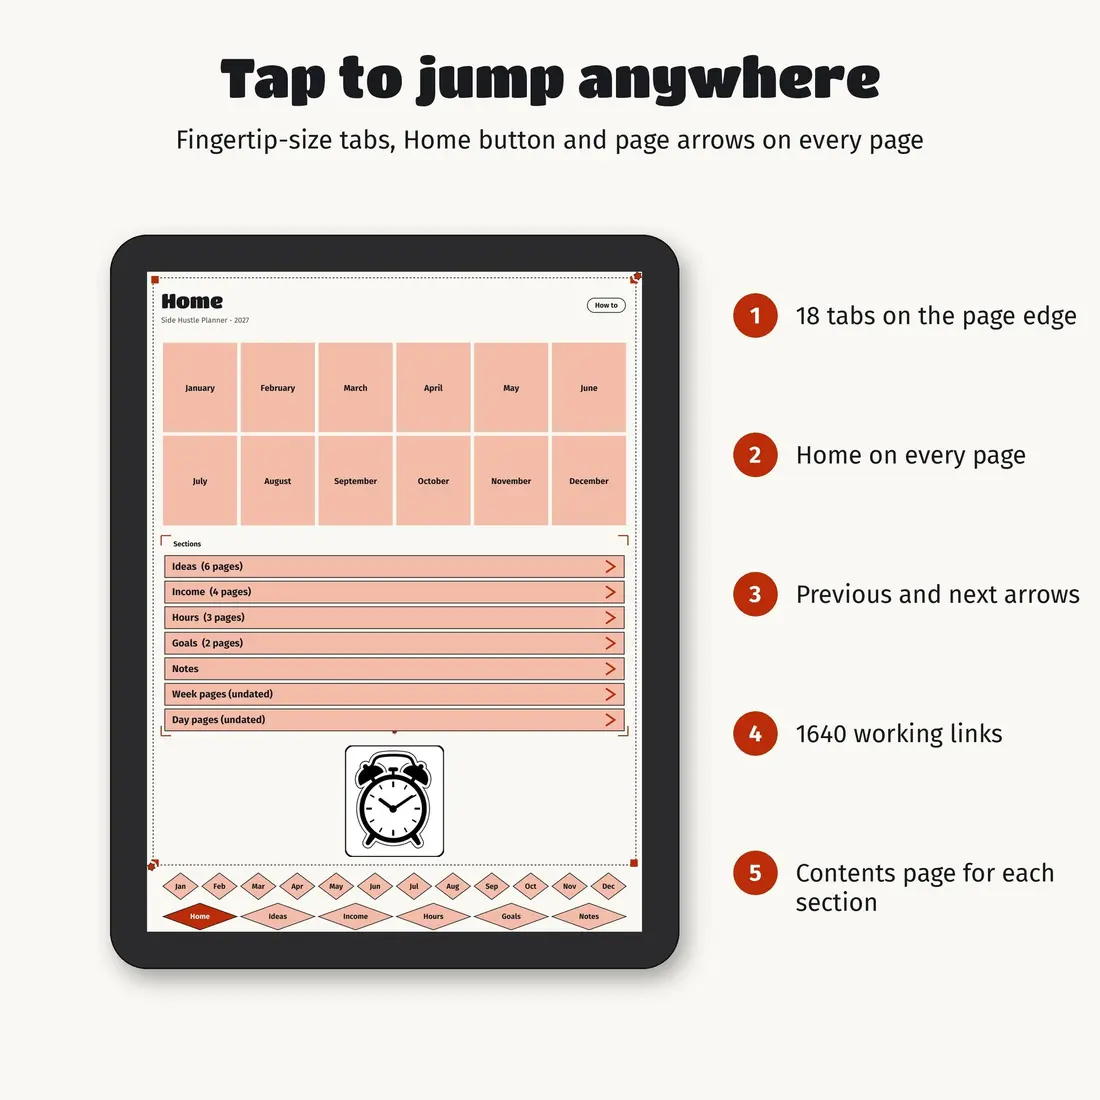 Tap to jump anywhere
Fingertip-size tabs, Home button and page arrows on every page
Home
How to
Side Hustle Planner - 2027
January February March April May June
July August September October November December
Sections
Ideas (6 pages)
Income (4 pages)
Hours (3 pages)
Goals (2 pages)
Notes
Week pages (undated)
Day pages (undated)
Jan Feb Mar Apr May Jun Jul Aug Sep Oct Nov Dec
Home Ideas Income Hours Goals Notes
1 18 tabs on the page edge
2 Home on every page
3 Previous and next arrows
4 1640 working links
5 Contents page for each
section